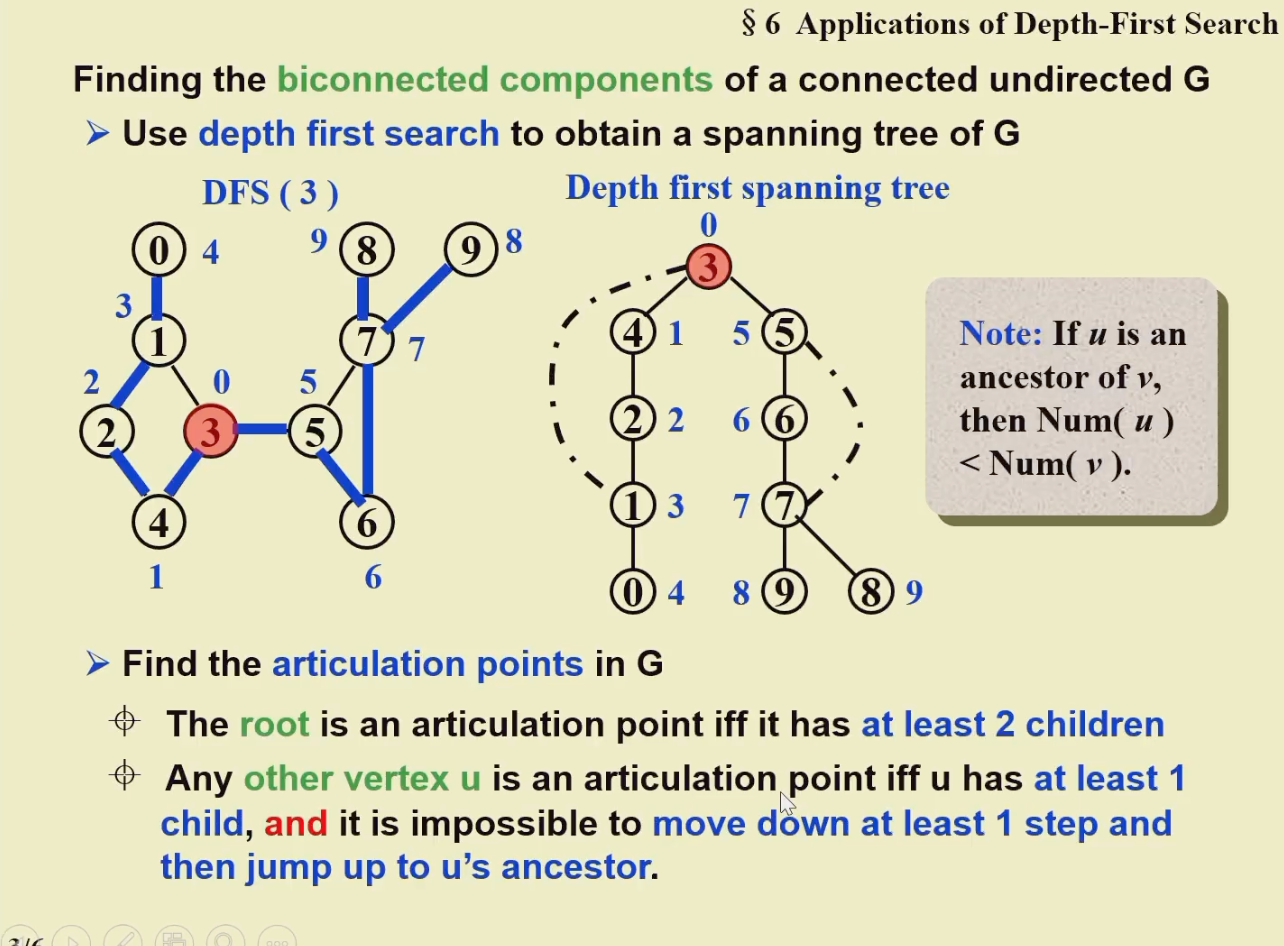 § 6 Applications of Depth-First Search
Finding the biconnected components of a connected undirected G
➢ Use depth first search to obtain a spanning tree of G
DFS ( 3 )
0 4
9 8
9 8
3
1
7 7
2
0
5
2
3
5
4
6
1
6
Depth first spanning tree
0
3
4 1
5 5
2 2
6 6
1 3
7 7
0 4
8 9
8 9
Note: If u is an
ancestor of v,
then Num( u )
< Num( v ).
➢ Find the articulation points in G
The root is an articulation point iff it has at least 2 children
Any other vertex u is an articulation point iff u has at least 1
child, and it is impossible to move down at least 1 step and
then jump up to u’s ancestor.
3/6